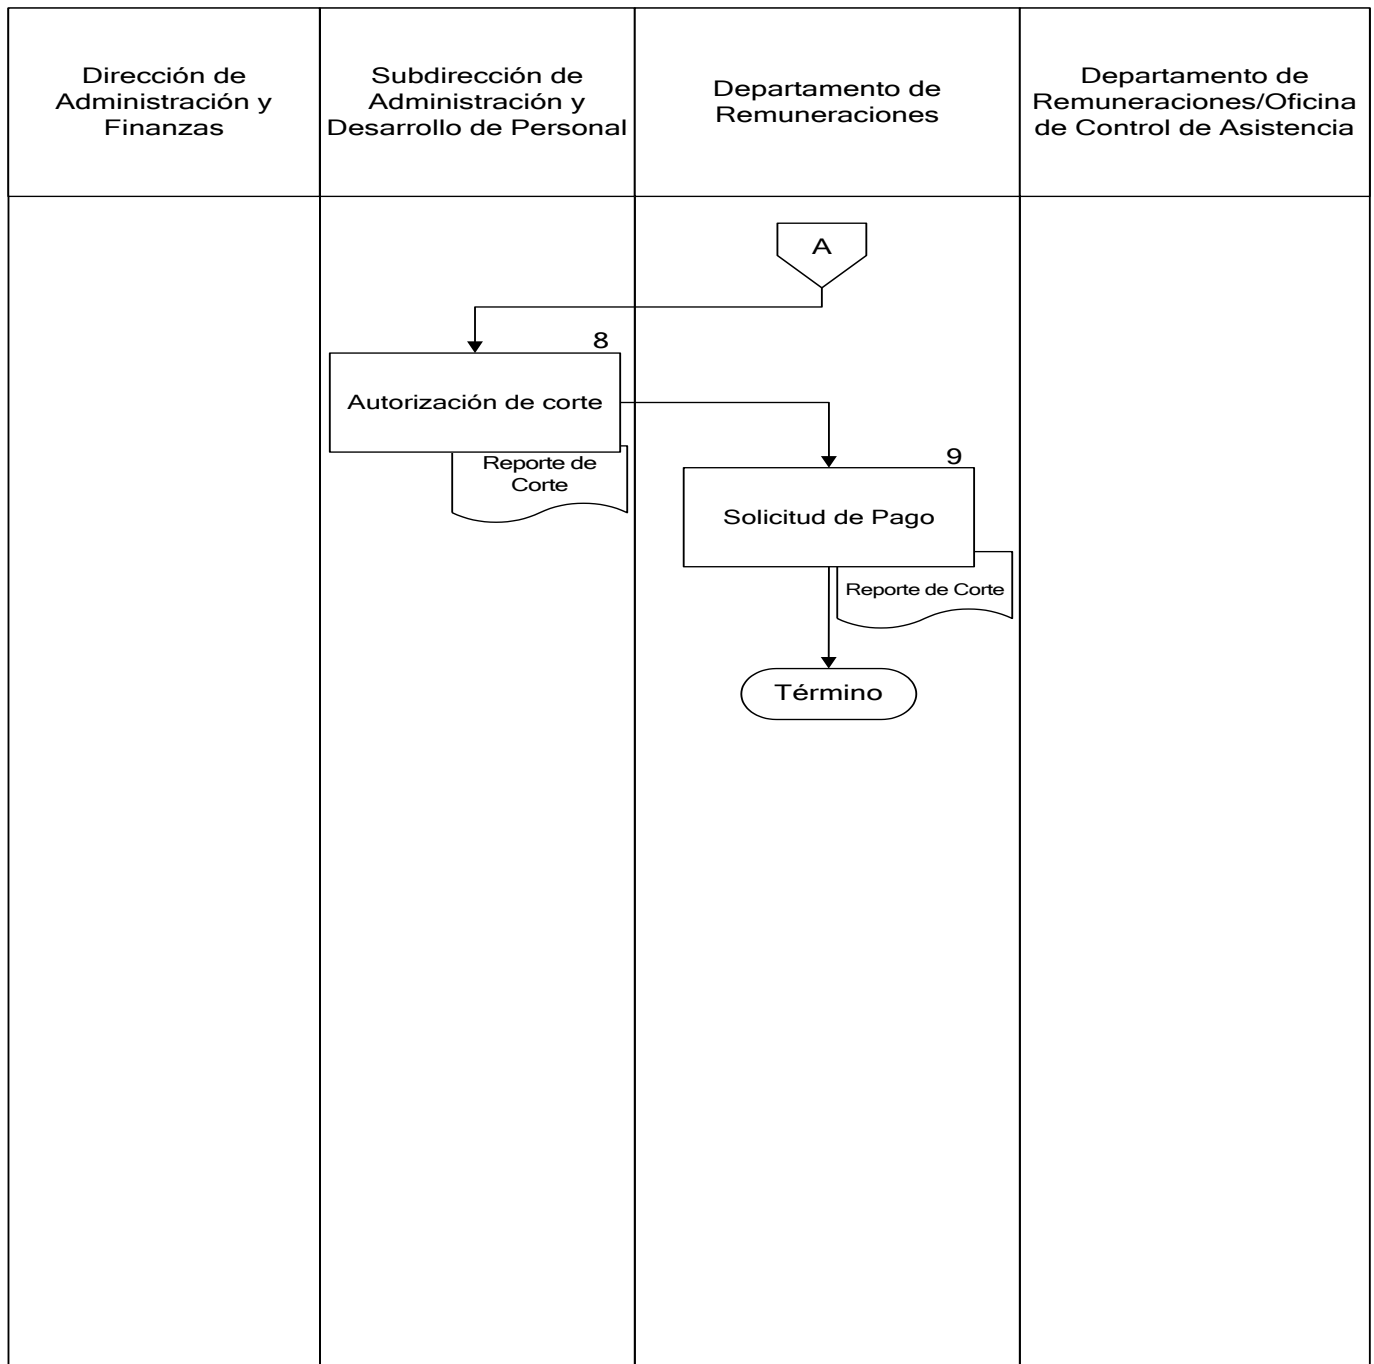 Dirección de
Administración y
Finanzas
Subdirección de
Administración y
Desarrollo de Personal
Departamento de
Remuneraciones
Departamento de
Remuneraciones/Oficina
de Control de Asistencia
A
8
Autorización de corte
Reporte de
Corte
9
Solicitud de Pago
Reporte de Corte
Término